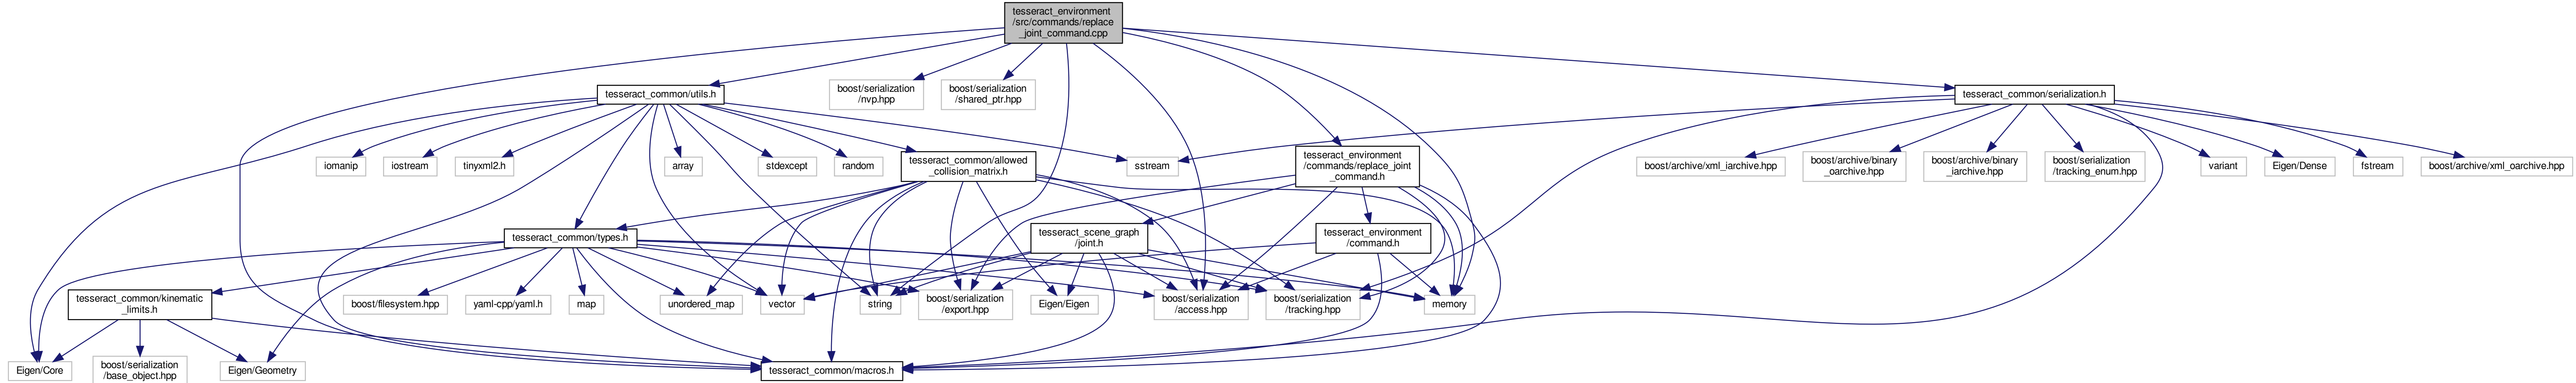 tesseract_environment
/src/commands/replace
_joint_command.cpp
tesseract_common/utils.h
boost/serialization
/nvp.hpp
boost/serialization
/shared_ptr.hpp
tesseract_common/serialization.h
iomanip
iostream
tinyxml2.h
array
stdexcept
random
tesseract_common/allowed
_collision_matrix.h
sstream
tesseract_environment
/commands/replace_joint
_command.h
boost/archive/xml_iarchive.hpp
boost/archive/binary
_oarchive.hpp
boost/archive/binary
_iarchive.hpp
boost/serialization
/tracking_enum.hpp
variant
Eigen/Dense
fstream
boost/archive/xml_oarchive.hpp
tesseract_common/types.h
tesseract_scene_graph
/joint.h
tesseract_environment
/command.h
tesseract_common/kinematic
_limits.h
boost/filesystem.hpp
yaml-cpp/yaml.h
map
unordered_map
vector
string
boost/serialization
/export.hpp
Eigen/Eigen
boost/serialization
/access.hpp
boost/serialization
/tracking.hpp
memory
Eigen/Core
boost/serialization
/base_object.hpp
Eigen/Geometry
tesseract_common/macros.h